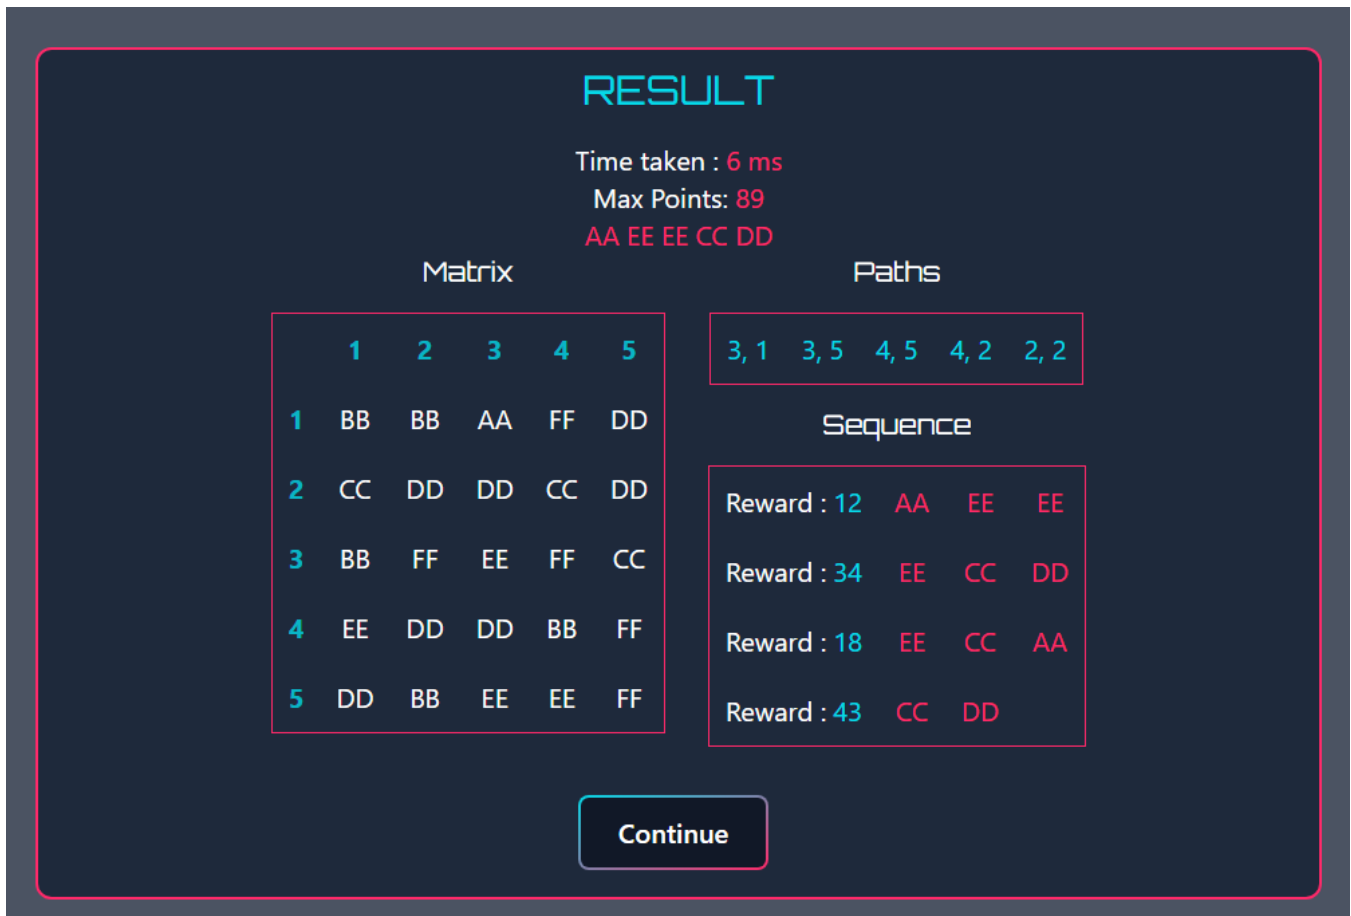 RESULT
Time taken : 6 ms
Max Points: 89
AA EE EE CC DD
Matrix
1 2 3 4 5
1 BB BB AA FF DD
2 CC DD DD CC DD
3 BB FF EE FF CC
4 EE DD DD BB FF
5 DD BB EE EE FF
Paths
3, 1 3, 5 4, 5 4, 2 2, 2
Sequence
Reward : 12 AA EE EE
Reward : 34 EE CC DD
Reward : 18 EE CC AA
Reward : 43 CC DD
Continue